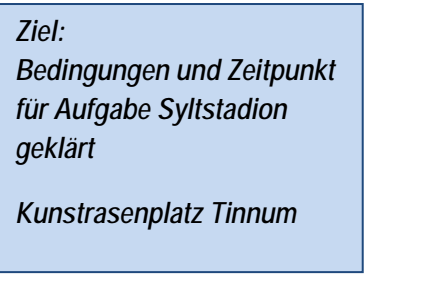 Ziel:
Bedingungen und Zeitpunkt
für Aufgabe Syltstadion
geklärt
Kunstrasenplatz Tinnum